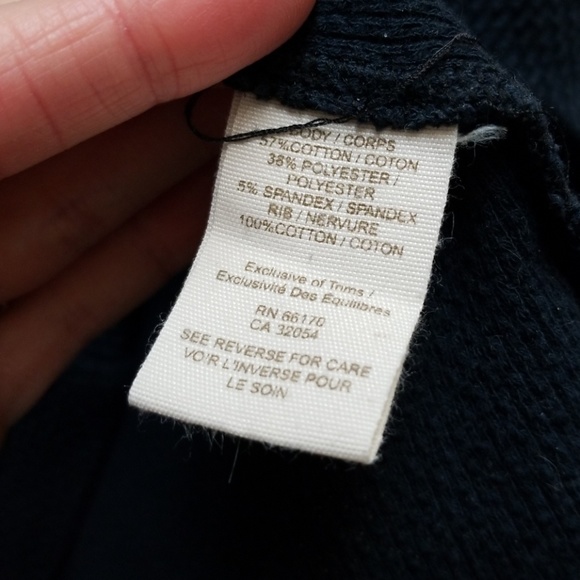 BODY / CORPS
57%COTTON / COTON
38% POLYESTER /
POLYESTER
5% SPANDEX / SPANDEX
RIB / NERVURE
100%COTTON / COTON
Exclusive of Trims /
Exclusivité Des Equilibres
RN 66170
CA 32054
SEE REVERSE FOR CARE
VOIR L'INVERSE POUR
LE SOIN